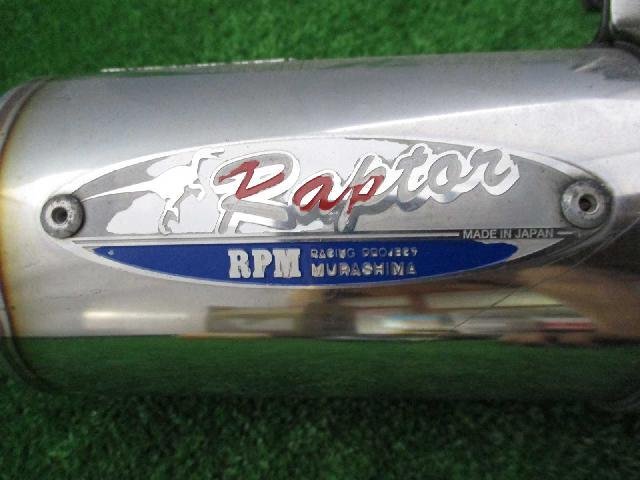 Raptor
MADE IN JAPAN
RPM RACING PROJECT
MURASHIMA